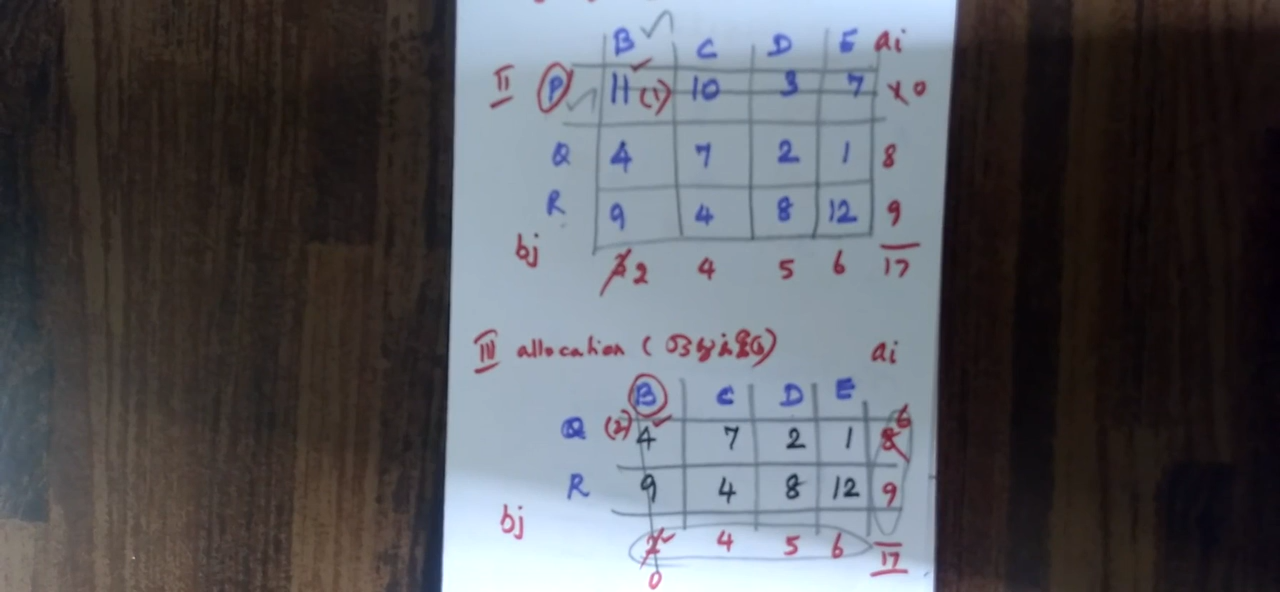 B C D E ai
II P 11 (1) 10 3 7 1 0
Q 4 7 2 1 8
R 9 4 8 12 9
bj 3 2 4 5 6 17
III allocation ( ai
B C D E
Q (2) 4 7 2 1 8 6
R 9 4 8 12 9
bj 2 4 5 6 17
0